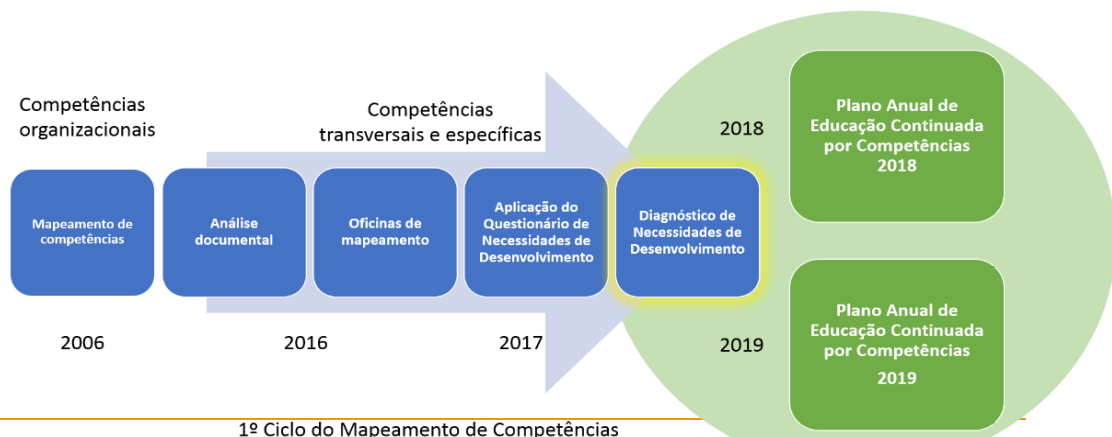 Competências
organizacionais
Competências
transversais e específicas
Mapeamento de
competências
Análise
documental
Oficinas de
mapeamento
Aplicação do
Questionário de
Necessidades de
Desenvolvimento
Diagnóstico de
Necessidades de
Desenvolvimento
2006
2016
2017
2018
Plano Anual de
Educação Continuada
por Competências
2018
2019
Plano Anual de
Educação Continuada
por Competências
2019
1º Ciclo do Mapeamento de Competências